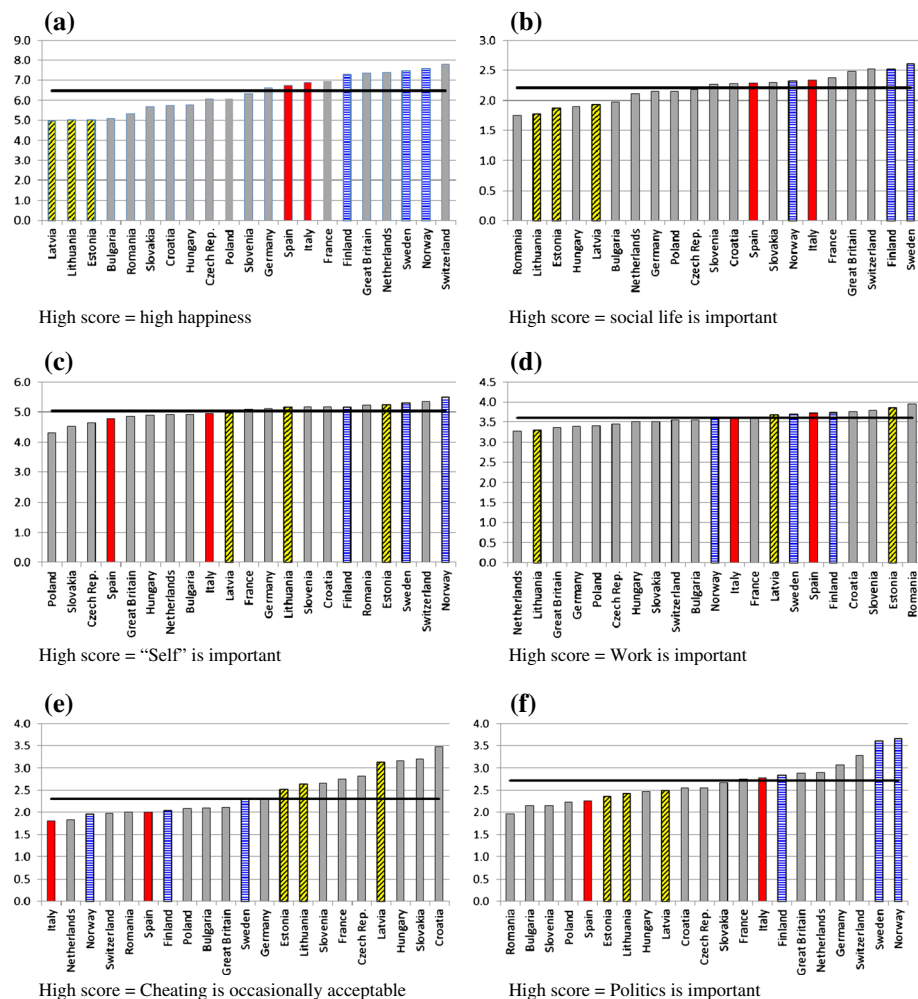 (a)
9.0
8.0
7.0
6.0
5.0
4.0
3.0
2.0
1.0
0.0
Latvia
Lithuania
Estonia
Bulgaria
Romania
Slovakia
Croatia
Hungary
Czech Rep.
Poland
Slovenia
Germany
Spain
Italy
France
Finland
Great Britain
Netherlands
Sweden
Norway
Switzerland
High score = high happiness
(b)
3.0
2.5
2.0
1.5
1.0
0.5
0.0
Romania
Lithuania
Estonia
Hungary
Latvia
Bulgaria
Netherlands
Germany
Poland
Czech Rep.
Slovenia
Croatia
Spain
Slovakia
Norway
Italy
France
Great Britain
Switzerland
Finland
Sweden
High score = social life is important
(c)
6.0
5.0
4.0
3.0
2.0
1.0
0.0
Poland
Slovakia
Czech Rep.
Spain
Great Britain
Hungary
Netherlands
Bulgaria
Italy
Latvia
France
Germany
Lithuania
Slovenia
Croatia
Finland
Romania
Estonia
Sweden
Switzerland
Norway
High score = “Self” is important
(d)
4.5
4.0
3.5
3.0
2.5
2.0
1.5
1.0
0.5
0.0
Netherlands
Lithuania
Great Britain
Germany
Poland
Czech Rep.
Hungary
Slovakia
Switzerland
Bulgaria
Norway
Italy
France
Latvia
Sweden
Spain
Finland
Croatia
Slovenia
Estonia
Romania
High score = Work is important
(e)
4.0
3.5
3.0
2.5
2.0
1.5
1.0
0.5
0.0
Italy
Netherlands
Norway
Switzerland
Romania
Spain
Finland
Poland
Bulgaria
Great Britain
Sweden
Germany
Estonia
Lithuania
Slovenia
France
Czech Rep.
Latvia
Hungary
Slovakia
Croatia
High score = Cheating is occasionally acceptable
(f)
4.0
3.5
3.0
2.5
2.0
1.5
1.0
0.5
0.0
Romania
Bulgaria
Slovenia
Poland
Spain
Estonia
Lithuania
Hungary
Latvia
Croatia
Czech Rep.
Slovakia
France
Italy
Finland
Great Britain
Netherlands
Germany
Switzerland
Sweden
Norway
High score = Politics is important